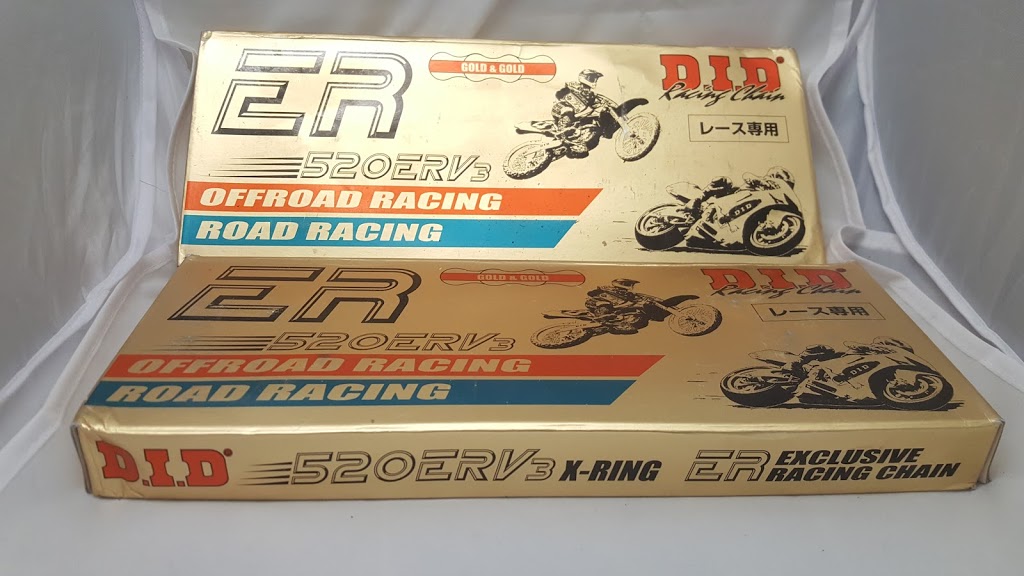 ER
GOLD & GOLD
D.I.D®
Racing Chain
レース専用
520ERV3
OFFROAD RACING
ROAD RACING
D.I.D
ER
GOLD & GOLD
D.I.D®
Racing Chain
レース専用
520ERV3
OFFROAD RACING
ROAD RACING
D.I.D
D.I.D® 520ERV3 X-RING ER EXCLUSIVE
RACING CHAIN